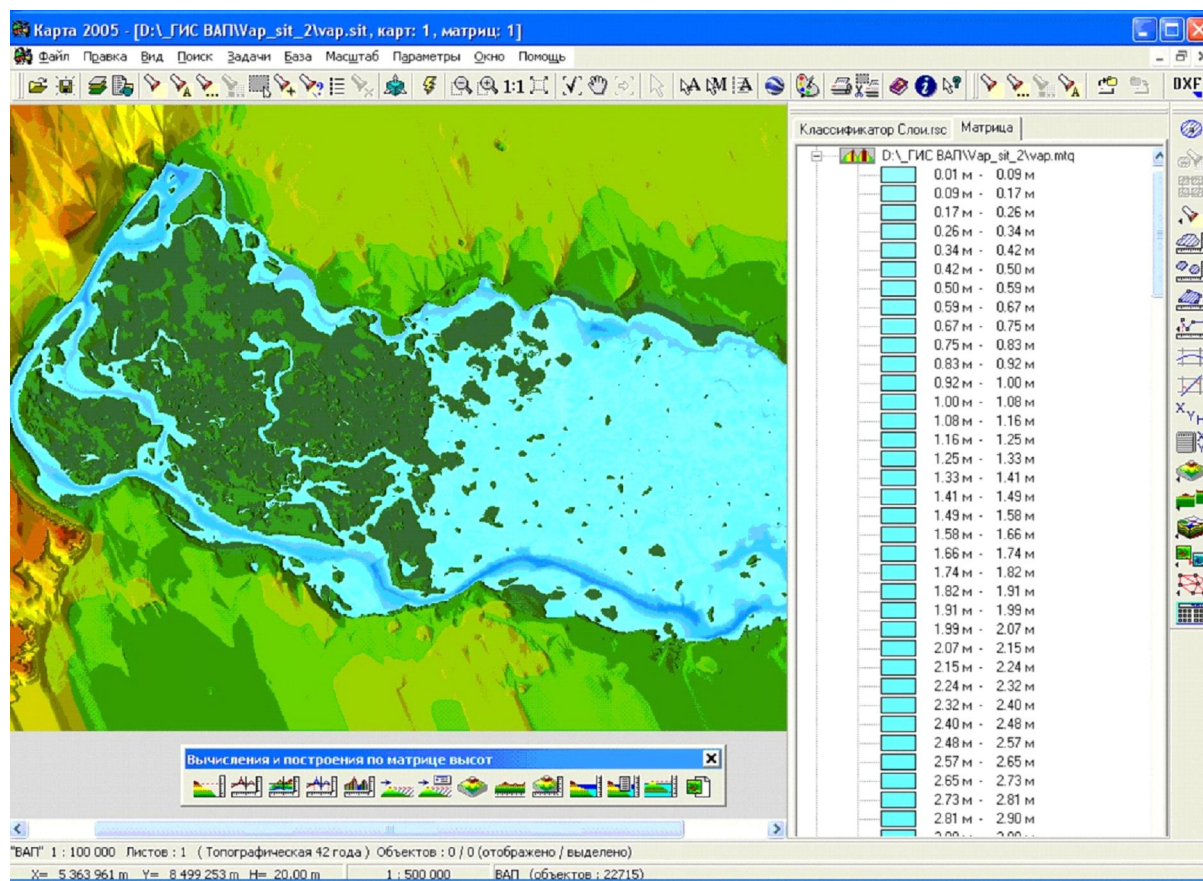 Карта 2005 - [D:\_ГИС ВАП\Vap_sit_2\vap.sit, карт: 1, матриц: 1]
Файл Правка Вид Поиск Задачи База Масштаб Параметры Окно Помощь
1:1 DXF
Классификатор Слои.rsc Матрица
D:\_ГИС ВАП\Vap_sit_2\vap.mtq
0.01 м - 0.09 м
0.09 м - 0.17 м
0.17 м - 0.26 м
0.26 м - 0.34 м
0.34 м - 0.42 м
0.42 м - 0.50 м
0.50 м - 0.59 м
0.59 м - 0.67 м
0.67 м - 0.75 м
0.75 м - 0.83 м
0.83 м - 0.92 м
0.92 м - 1.00 м
1.00 м - 1.08 м
1.08 м - 1.16 м
1.16 м - 1.25 м
1.25 м - 1.33 м
1.33 м - 1.41 м
1.41 м - 1.49 м
1.49 м - 1.58 м
1.58 м - 1.66 м
1.66 м - 1.74 м
1.74 м - 1.82 м
1.82 м - 1.91 м
1.91 м - 1.99 м
1.99 м - 2.07 м
2.07 м - 2.15 м
2.15 м - 2.24 м
2.24 м - 2.32 м
2.32 м - 2.40 м
2.40 м - 2.48 м
2.48 м - 2.57 м
2.57 м - 2.65 м
2.65 м - 2.73 м
2.73 м - 2.81 м
2.81 м - 2.90 м
Вычисления и построения по матрице высот
"ВАП" 1 : 100 000 Листов : 1 ( Топографическая 42 года ) Объектов : 0 / 0 (отображено / выделено)
X= 5 363 961 m Y= 8 499 253 m H= 20.00 m 1 : 500 000 ВАП (объектов : 22715)